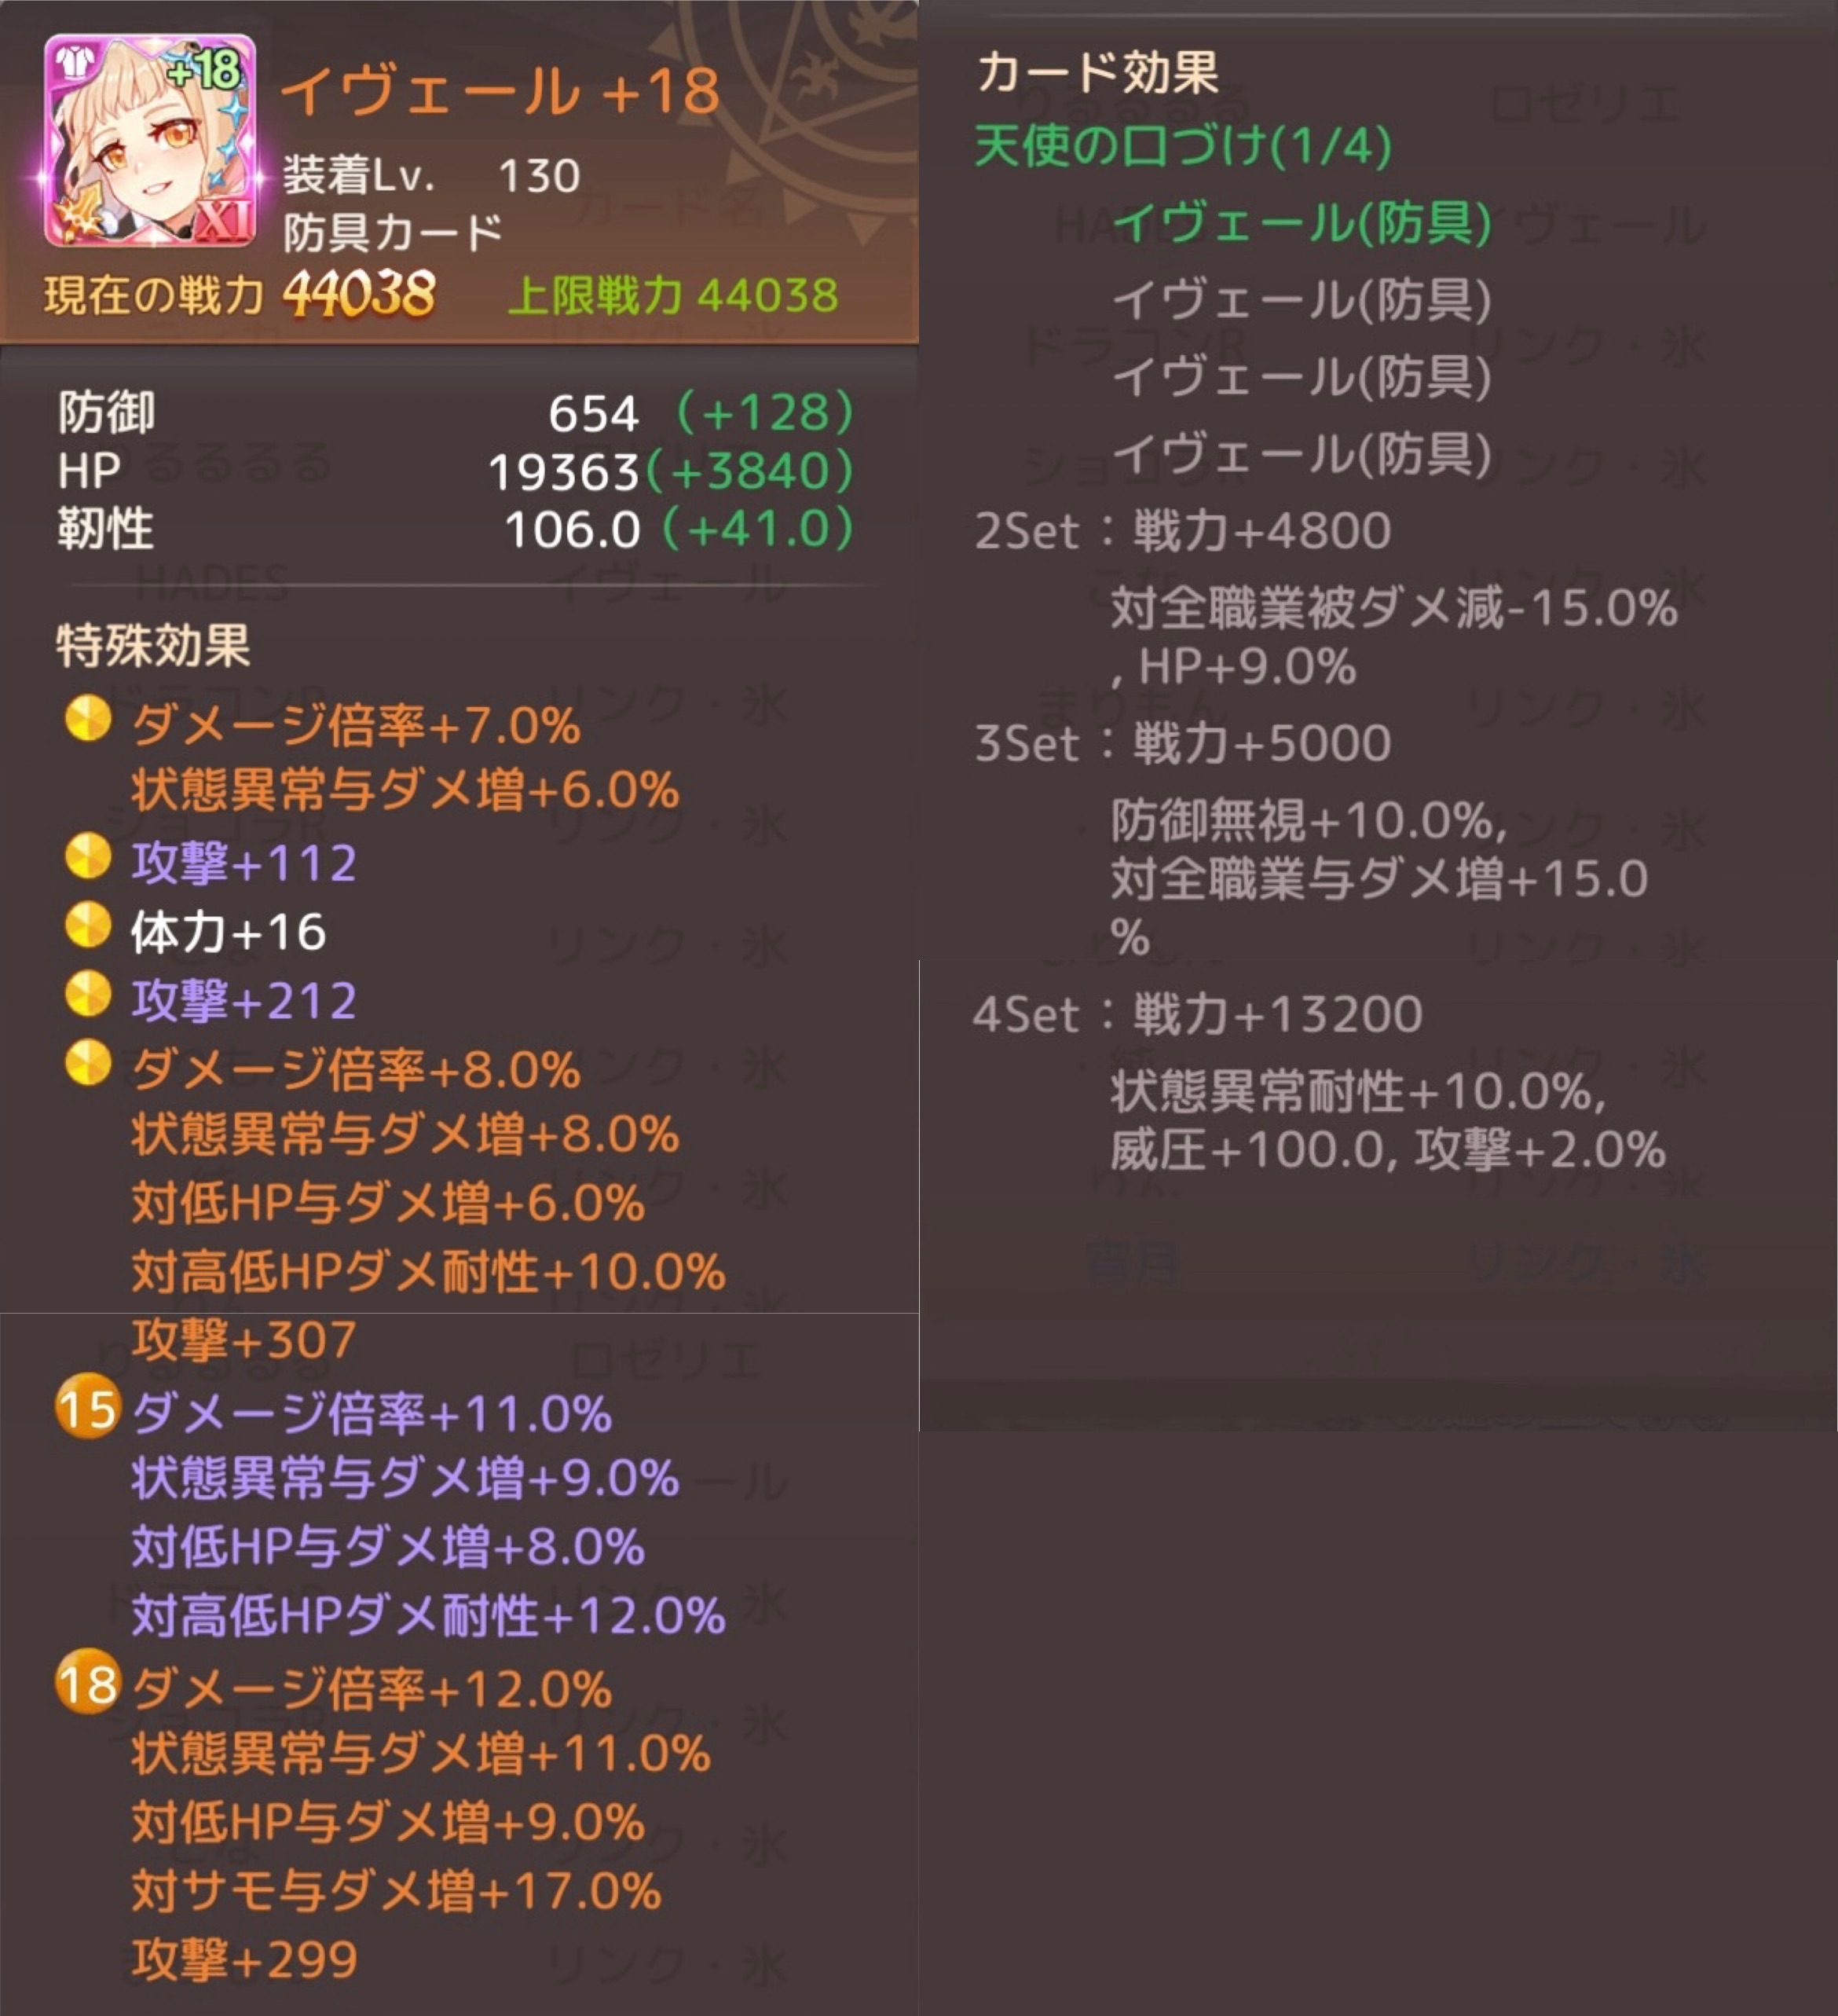 +18
XI
イヴェール +18
装着Lv. 130
防具カード
現在の戦力 44038 上限戦力 44038
防御 654 (+128)
HP 19363(+3840)
靭性 106.0 (+41.0)
特殊効果
ダメージ倍率+7.0%
状態異常与ダメ増+6.0%
攻撃+112
体力+16
攻撃+212
ダメージ倍率+8.0%
状態異常与ダメ増+8.0%
対低HP与ダメ増+6.0%
対高低HPダメ耐性+10.0%
攻撃+307
15 ダメージ倍率+11.0%
状態異常与ダメ増+9.0%
対低HP与ダメ増+8.0%
対高低HPダメ耐性+12.0%
18 ダメージ倍率+12.0%
状態異常与ダメ増+11.0%
対低HP与ダメ増+9.0%
対サモ与ダメ増+17.0%
攻撃+299
カード効果
天使の口づけ(1/4)
イヴェール(防具)
イヴェール(防具)
イヴェール(防具)
イヴェール(防具)
2Set：戦力+4800
対全職業被ダメ減-15.0%
, HP+9.0%
3Set：戦力+5000
防御無視+10.0%,
対全職業与ダメ増+15.0
%
4Set：戦力+13200
状態異常耐性+10.0%,
威圧+100.0, 攻撃+2.0%